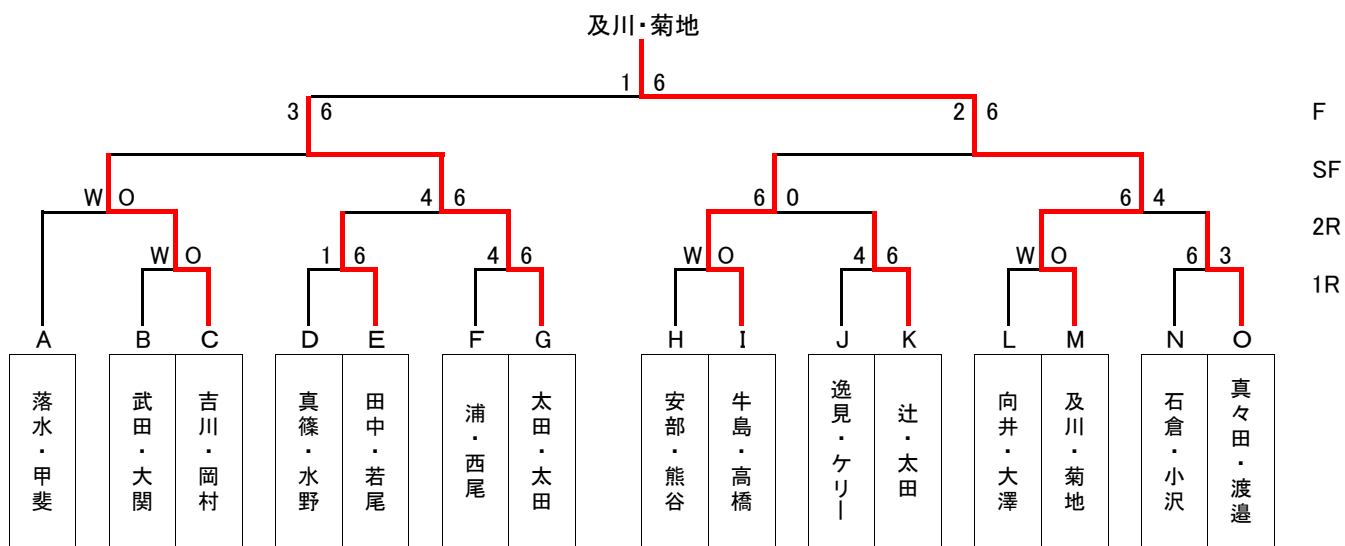 及川・菊地
1 6
3 6 2 6 F
SF
W O 4 6 6 0 6 4
2R
W O 1 6 4 6 W O 4 6 W O 6 3
1R
A B C D E F G H I J K L M N O
落水・甲斐
武田・大関
吉川・岡村
真篠・水野
田中・若尾
浦・西尾
太田・太田
安部・熊谷
牛島・高橋
逸見・ケリー
辻・太田
向井・大澤
及川・菊地
石倉・小沢
真々田・渡邉